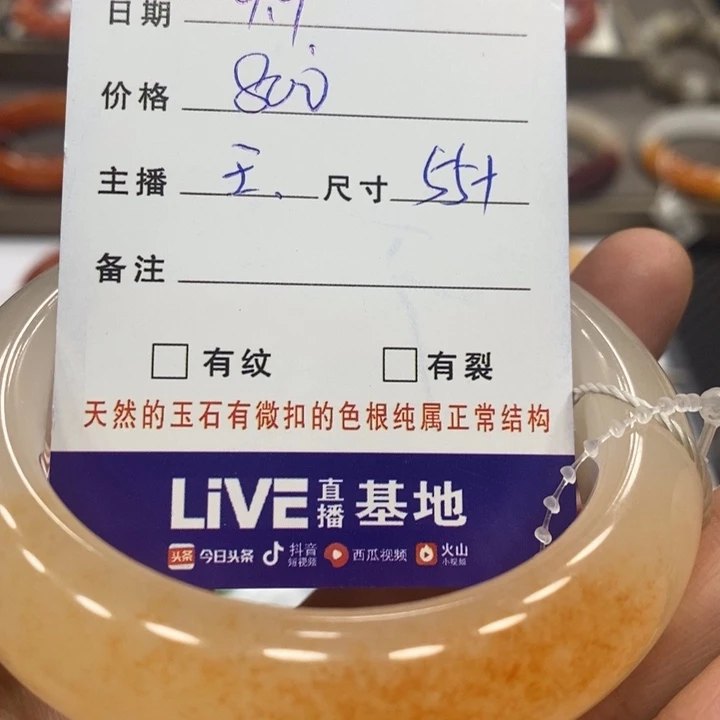 日期 9.9
价格 800
主播 王、 尺寸 55+
备注
有纹 有裂
天然的玉石有微扣的色根纯属正常结构
LiVE 直播 基地
头条 今日头条 抖音 短视频 西瓜视频 火山 小视频